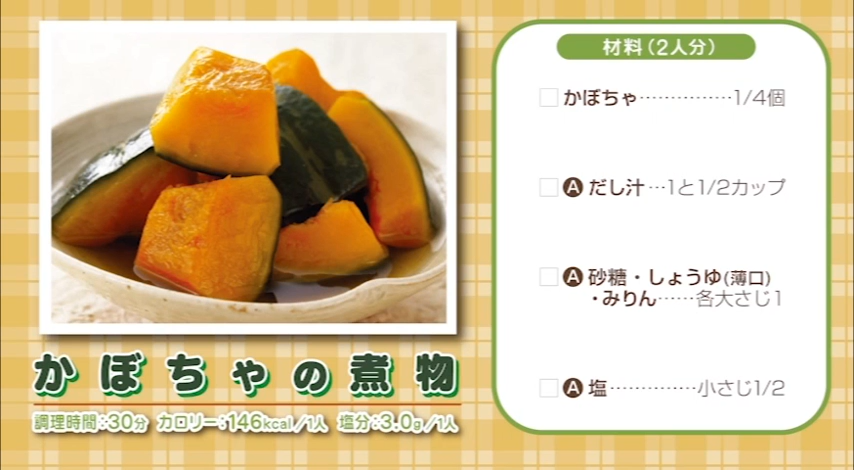 かぼちゃの煮物
調理時間:30分 カロリー:146kcal/1人 塩分:3.0g/1人
材料(2人分)
かぼちゃ……………1/4個
A だし汁…1と1/2カップ
A 砂糖・しょうゆ(薄口)
・みりん……各大さじ1
A 塩……………小さじ1/2